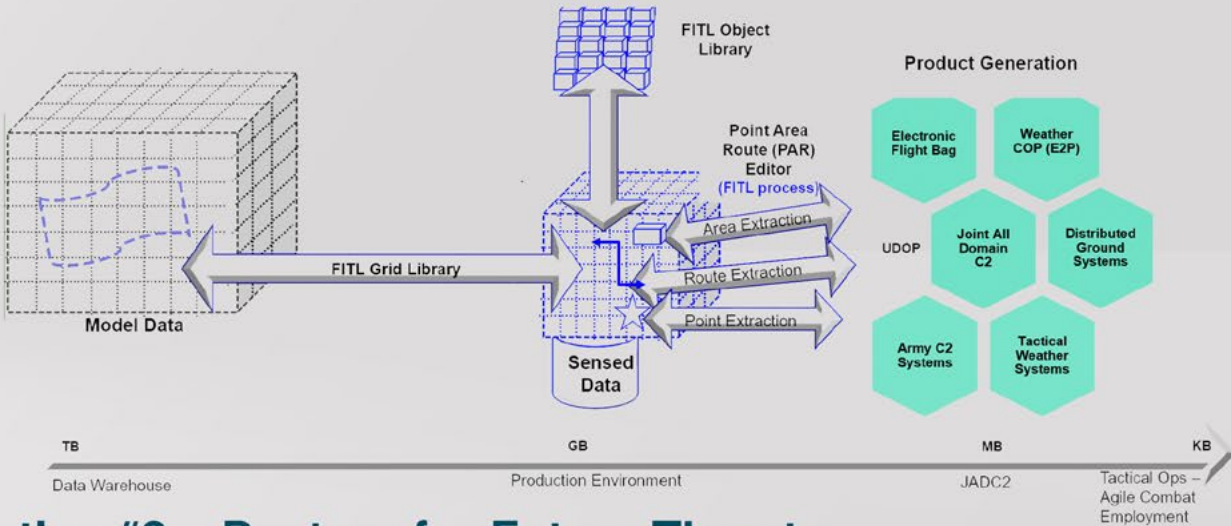 FITL Object
Library
Product Generation
Electronic
Flight Bag
Weather
COP (E2P)
Point Area
Route (PAR)
Editor
(FITL process)
Area Extraction
UDOP
Joint All
Domain
C2
Distributed
Ground
Systems
FITL Grid Library
Route Extraction
Model Data
Point Extraction
Army C2
Systems
Tactical
Weather
Systems
Sensed
Data
TB
GB
MB
KB
Data Warehouse
Production Environment
JADC2
Tactical Ops –
Agile Combat
Employment